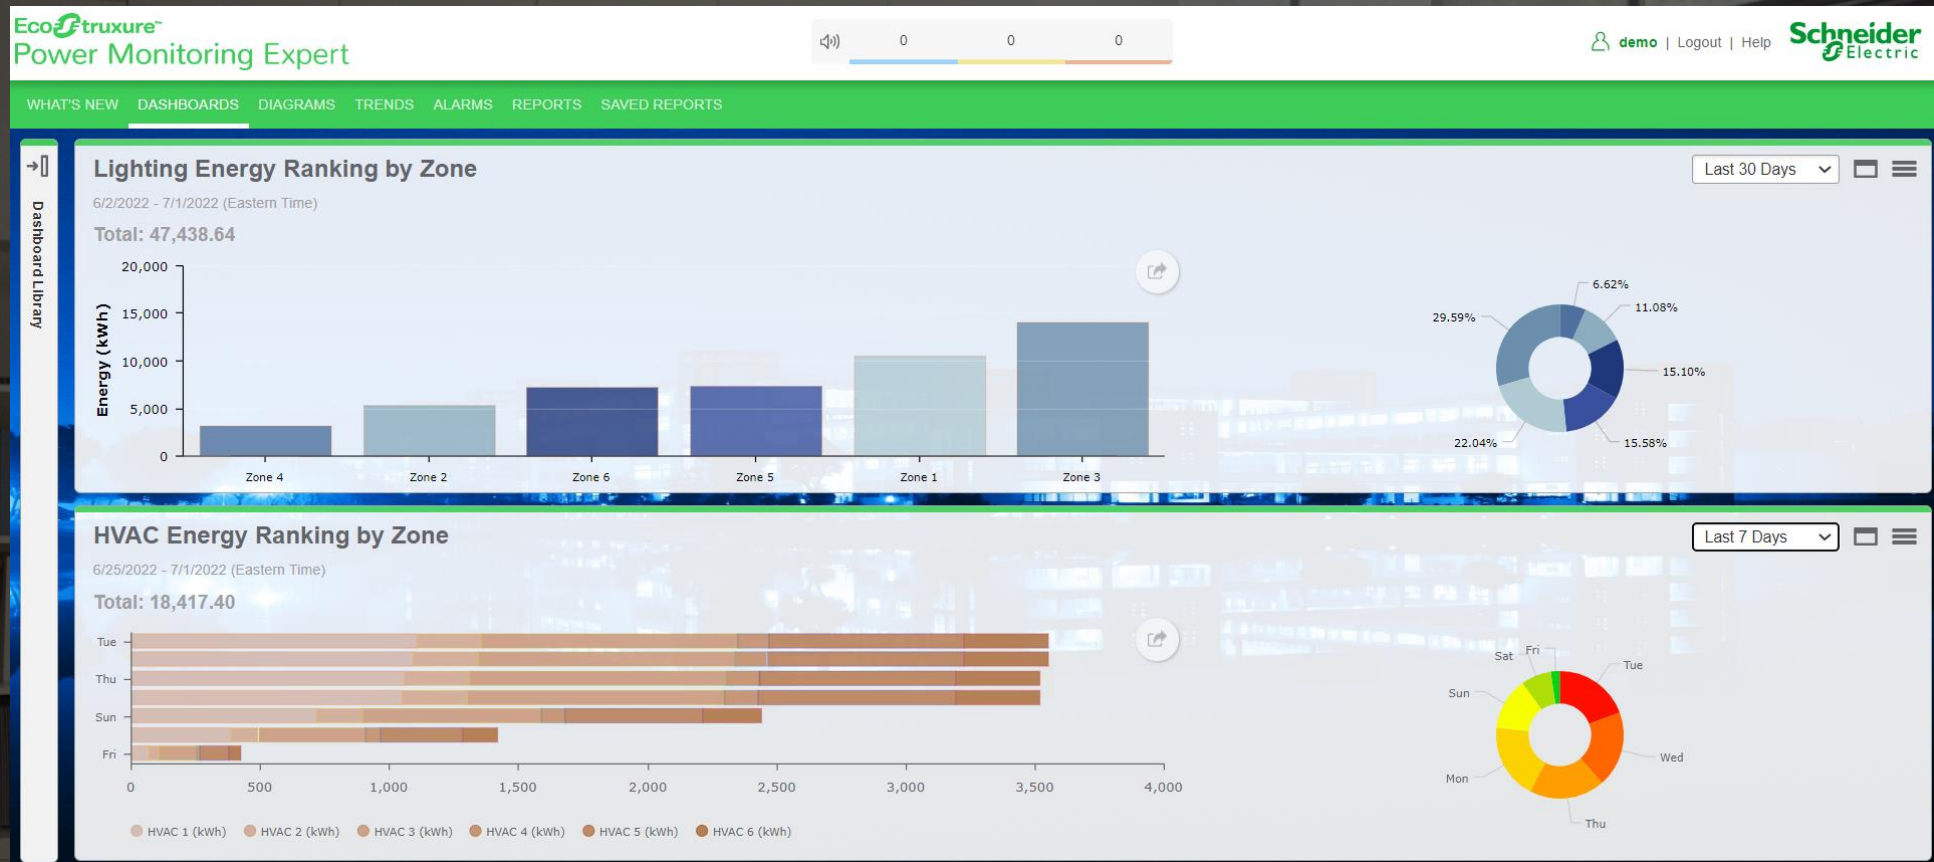 EcoStruxure™
Power Monitoring Expert
0 0 0
demo | Logout | Help
Schneider
Electric
WHAT'S NEW DASHBOARDS DIAGRAMS TRENDS ALARMS REPORTS SAVED REPORTS
Dashboard Library
Lighting Energy Ranking by Zone
Last 30 Days
6/2/2022 - 7/1/2022 (Eastern Time)
Total: 47,438.64
Energy (kWh)
20,000
15,000
10,000
5,000
0
Zone 4 Zone 2 Zone 6 Zone 5 Zone 1 Zone 3
6.62%
11.08%
29.59%
15.10%
22.04%
15.58%
HVAC Energy Ranking by Zone
Last 7 Days
6/25/2022 - 7/1/2022 (Eastern Time)
Total: 18,417.40
Tue
Thu
Sun
Fri
0 500 1,000 1,500 2,000 2,500 3,000 3,500 4,000
HVAC 1 (kWh) HVAC 2 (kWh) HVAC 3 (kWh) HVAC 4 (kWh) HVAC 5 (kWh) HVAC 6 (kWh)
Sat Fri
Tue
Sun
Wed
Mon
Thu